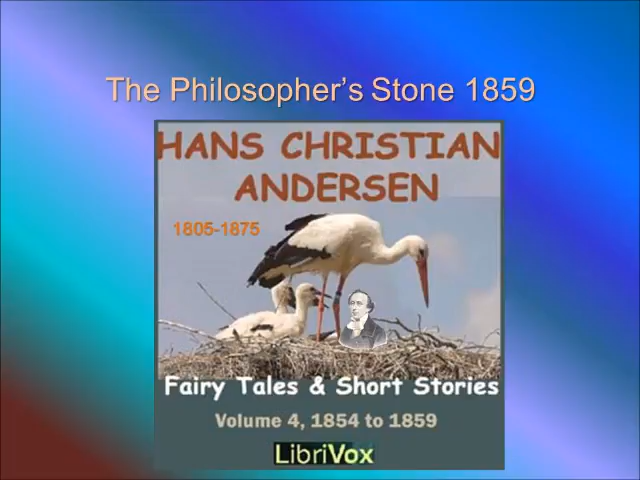 The Philosopher’s Stone 1859
HANS CHRISTIAN
ANDERSEN
1805-1875
Fairy Tales & Short Stories
Volume 4, 1854 to 1859
LibriVox